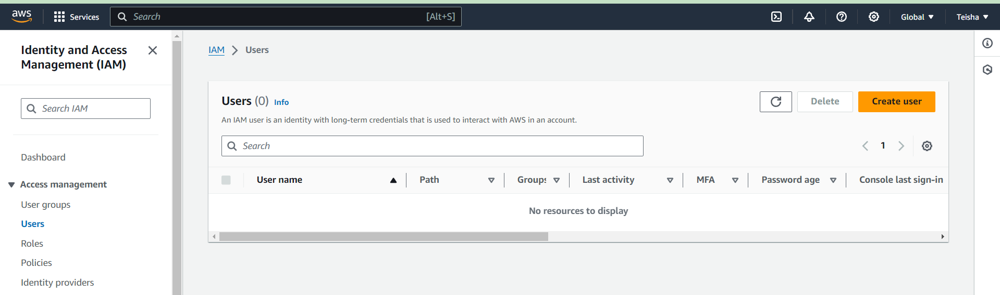 aws
Services
Search
[Alt+S]
Global
Teisha
Identity and Access
Management (IAM)
Search IAM
Dashboard
Access management
User groups
Users
Roles
Policies
Identity providers
IAM
Users
Users (0) Info
Delete
Create user
An IAM user is an identity with long-term credentials that is used to interact with AWS in an account.
Search
1
User name
Path
Groups
Last activity
MFA
Password age
Console last sign-in
No resources to display